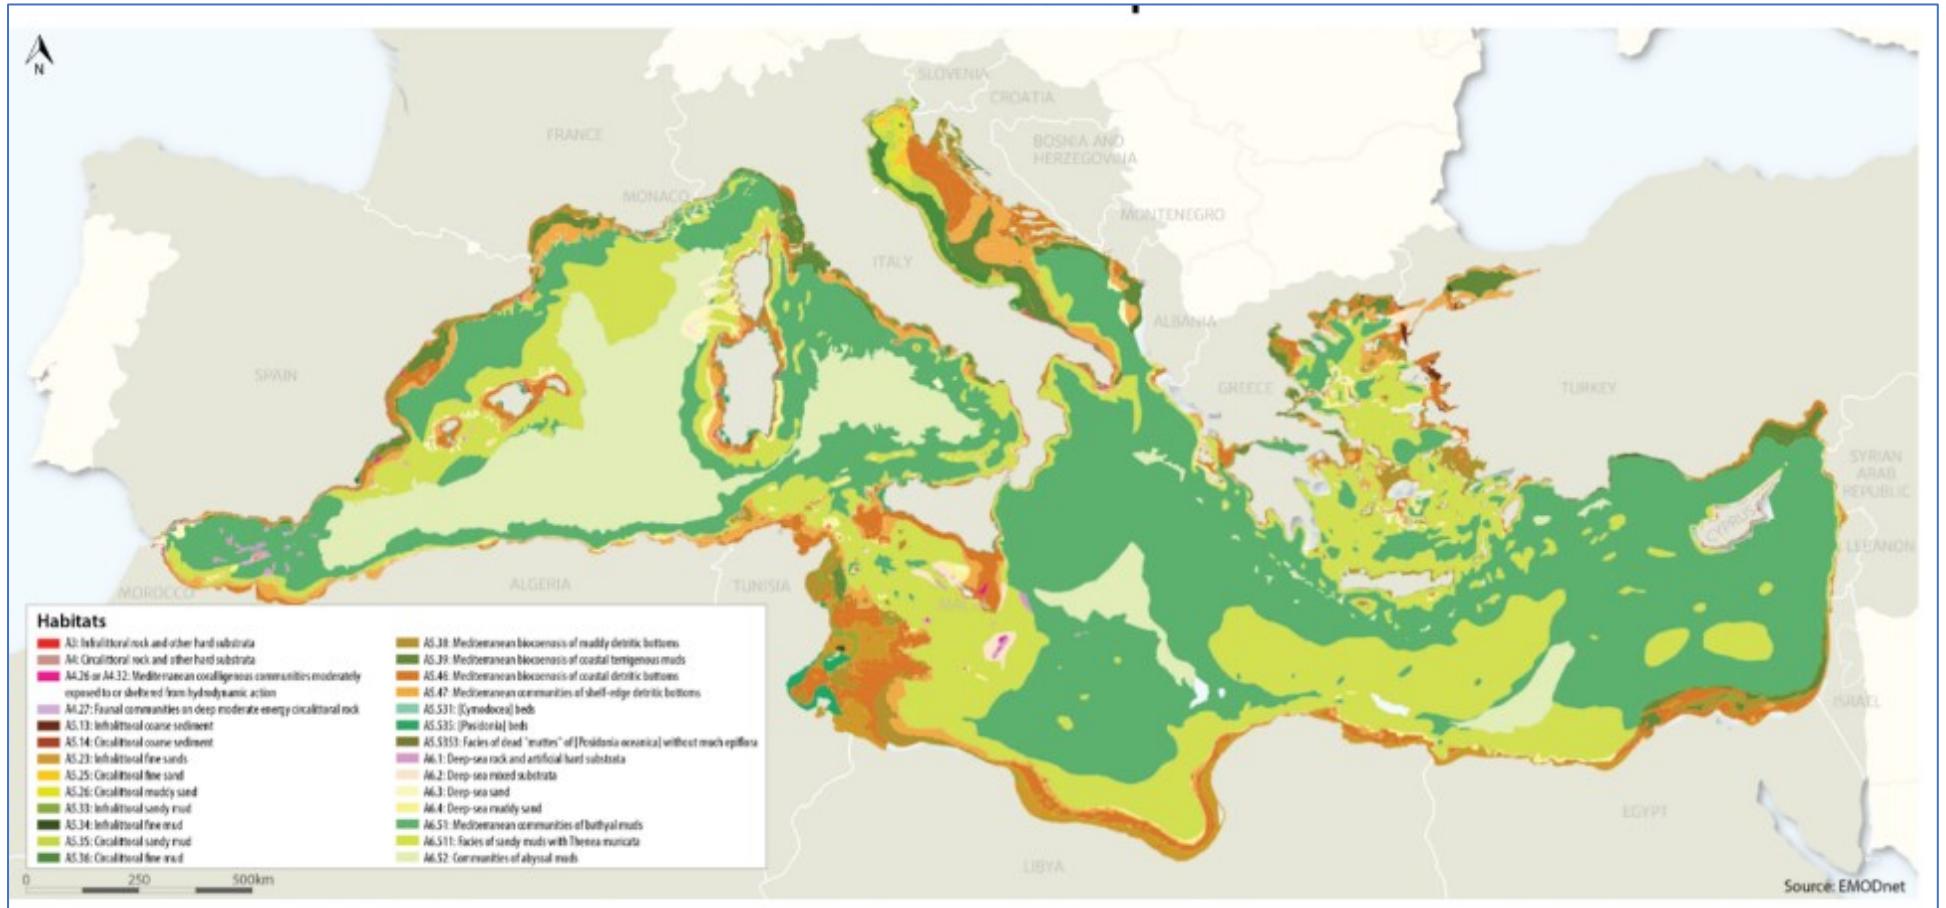 N
SLOVENIA
CROATIA
FRANCE
BOSNIA AND
HERZEGOVINA
MONACO
MONTENEGRO
ITALY
ALBANIA
SPAIN
GREECE
TURKEY
SYRIAN
ARAB
REPUBLIC
CYPRUS
LEBANON
MOROCCO
ALGERIA
TUNISIA
MALTA
ISRAEL
EGYPT
LIBYA
Habitats
A3: Infralittoral rock and other hard substrata
A4: Circalittoral rock and other hard substrata
A4.26 or A4.32: Mediterranean coralligenous communities moderately
exposed to or sheltered from hydrodynamic action
A4.27: Faunal communities on deep moderate energy circalittoral rock
A5.13: Infralittoral coarse sediment
A5.14: Circalittoral coarse sediment
A5.23: Infralittoral fine sands
A5.25: Circalittoral fine sand
A5.26: Circalittoral muddy sand
A5.33: Infralittoral sandy mud
A5.34: Infralittoral fine mud
A5.35: Circalittoral sandy mud
A5.36: Circalittoral fine mud
A5.38: Mediterranean biocoenosis of muddy detritic bottoms
A5.39: Mediterranean biocoenosis of coastal terrigenous muds
A5.46: Mediterranean biocoenosis of coastal detritic bottoms
A5.47: Mediterranean communities of shelf-edge detritic bottoms
A5.531: [Cymodocea] beds
A5.535: [Posidonia] beds
A5.5353: Facies of dead "mattes" of [Posidonia oceanica] without much epiflora
A6.1: Deep-sea rock and artificial hard substrata
A6.2: Deep-sea mixed substrata
A6.3: Deep-sea sand
A6.4: Deep-sea muddy sand
A6.51: Mediterranean communities of bathyal muds
A6.511: Facies of sandy muds with Thenea muricata
A6.52: Communities of abyssal muds
0 250 500km
Source: EMODnet